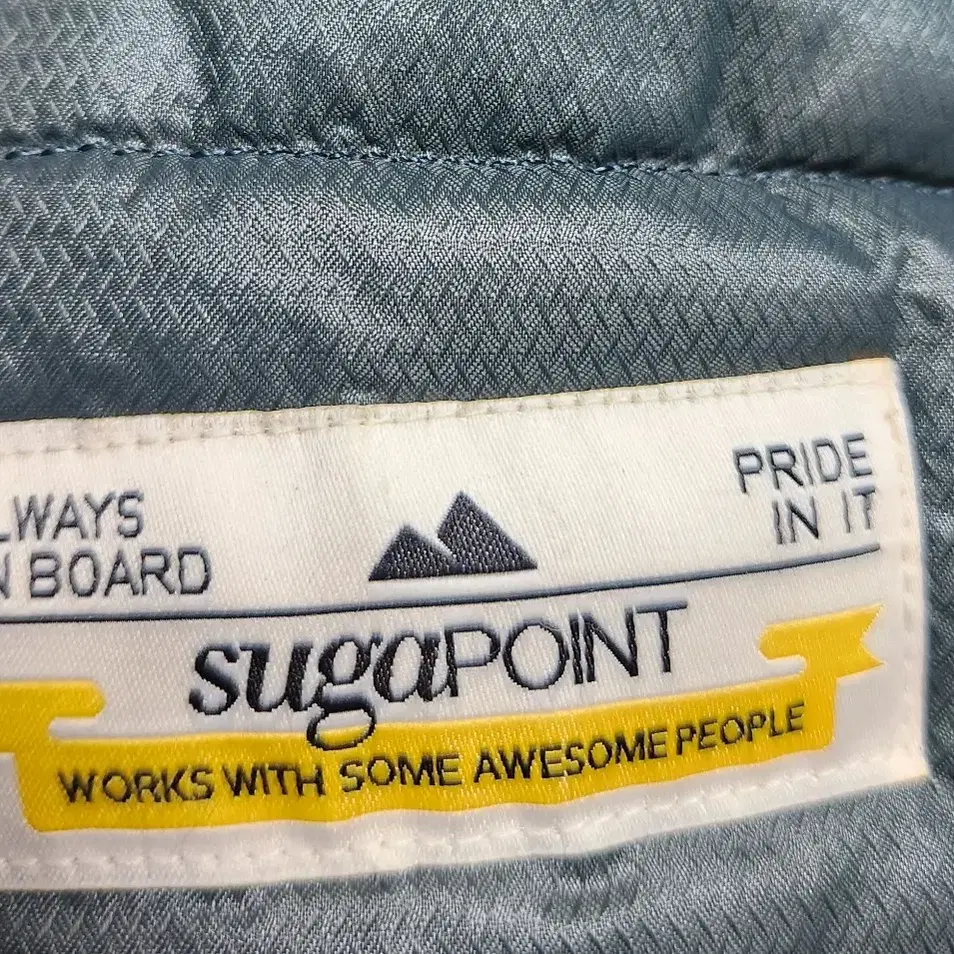 LWAYS
N BOARD
PRIDE
IN IT
sugaPOINT
WORKS WITH SOME AWESOME PEOPLE